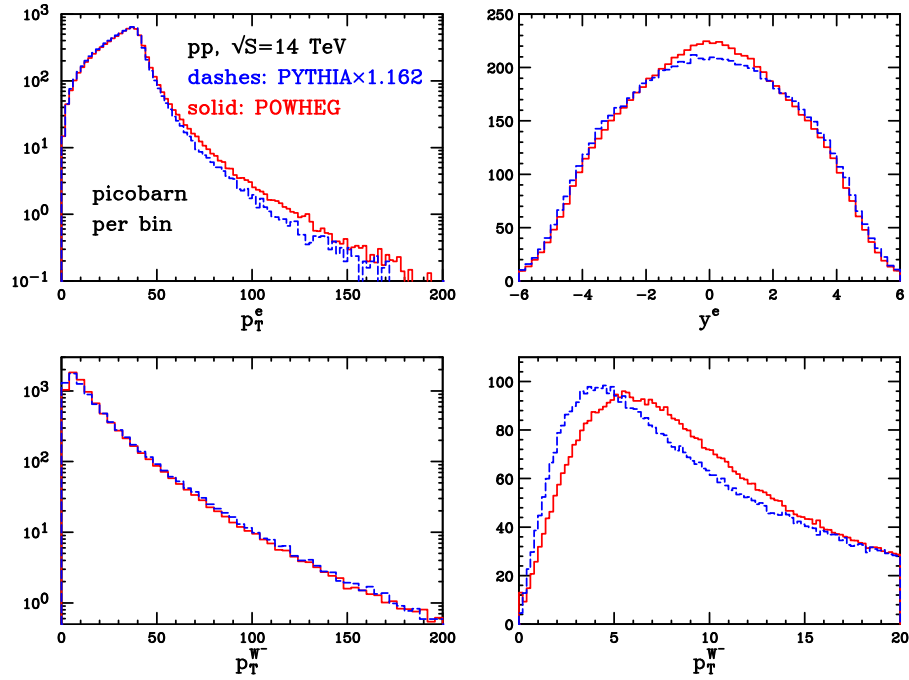 10³
10²
10¹
10⁰
10⁻¹
pp, √S=14 TeV
dashes: PYTHIA×1.162
solid: POWHEG
picobarn
per bin
0 50 100 150 200
p_T^e
250
200
150
100
50
0
−6 −4 −2 0 2 4 6
y^e
10³
10²
10¹
10⁰
0 50 100 150 200
p_T^{W⁻}
100
80
60
40
20
0
0 5 10 15 20
p_T^{W⁻}